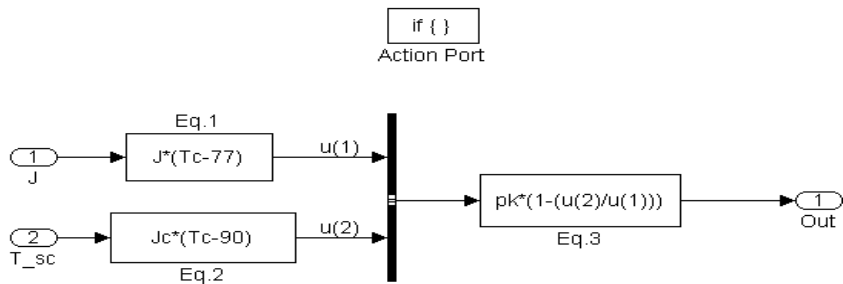 if { }
Action Port
Eq.1
1
J
J*(Tc-77)
u(1)
2
T_sc
Jc*(Tc-90)
Eq.2
u(2)
pk*(1-(u(2)/u(1)))
Eq.3
1
Out